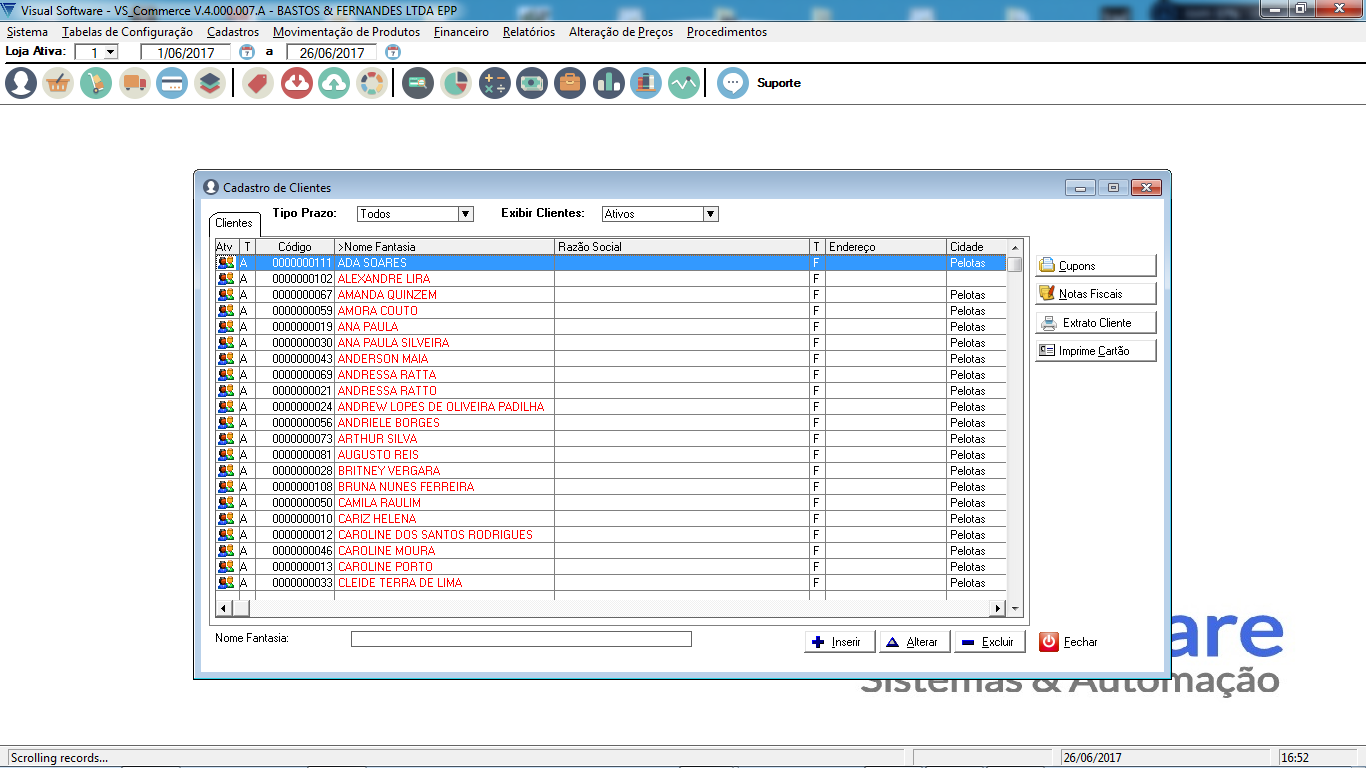 Visual Software - VS_Commerce V.4.000.007.A - BASTOS & FERNANDES LTDA EPP
Sistema Tabelas de Configuração Cadastros Movimentação de Produtos Financeiro Relatórios Alteração de Preços Procedimentos
Loja Ativa: 1 1/06/2017 a 26/06/2017
Suporte
Cadastro de Clientes
Clientes Tipo Prazo: Todos Exibir Clientes: Ativos
Atv T Código >Nome Fantasia Razão Social T Endereço Cidade
A 0000000111 ADA SOARES F Pelotas
A 0000000102 ALEXANDRE LIRA F
A 0000000067 AMANDA QUINZEM F Pelotas
A 0000000059 AMORA COUTO F Pelotas
A 0000000019 ANA PAULA F Pelotas
A 0000000030 ANA PAULA SILVEIRA F Pelotas
A 0000000043 ANDERSON MAIA F Pelotas
A 0000000069 ANDRESSA RATTA F Pelotas
A 0000000021 ANDRESSA RATTO F Pelotas
A 0000000024 ANDREW LOPES DE OLIVEIRA PADILHA F Pelotas
A 0000000056 ANDRIELE BORGES F Pelotas
A 0000000073 ARTHUR SILVA F Pelotas
A 0000000081 AUGUSTO REIS F Pelotas
A 0000000028 BRITNEY VERGARA F Pelotas
A 0000000108 BRUNA NUNES FERREIRA F Pelotas
A 0000000050 CAMILA RAULIM F Pelotas
A 0000000010 CARIZ HELENA F Pelotas
A 0000000012 CAROLINE DOS SANTOS RODRIGUES F Pelotas
A 0000000046 CAROLINE MOURA F Pelotas
A 0000000013 CAROLINE PORTO F Pelotas
A 0000000033 CLEIDE TERRA DE LIMA F Pelotas
Cupons
Notas Fiscais
Extrato Cliente
Imprime Cartão
Nome Fantasia: Inserir Alterar Excluir Fechar
are
Sistemas & Automação
Scrolling records... 26/06/2017 16:52